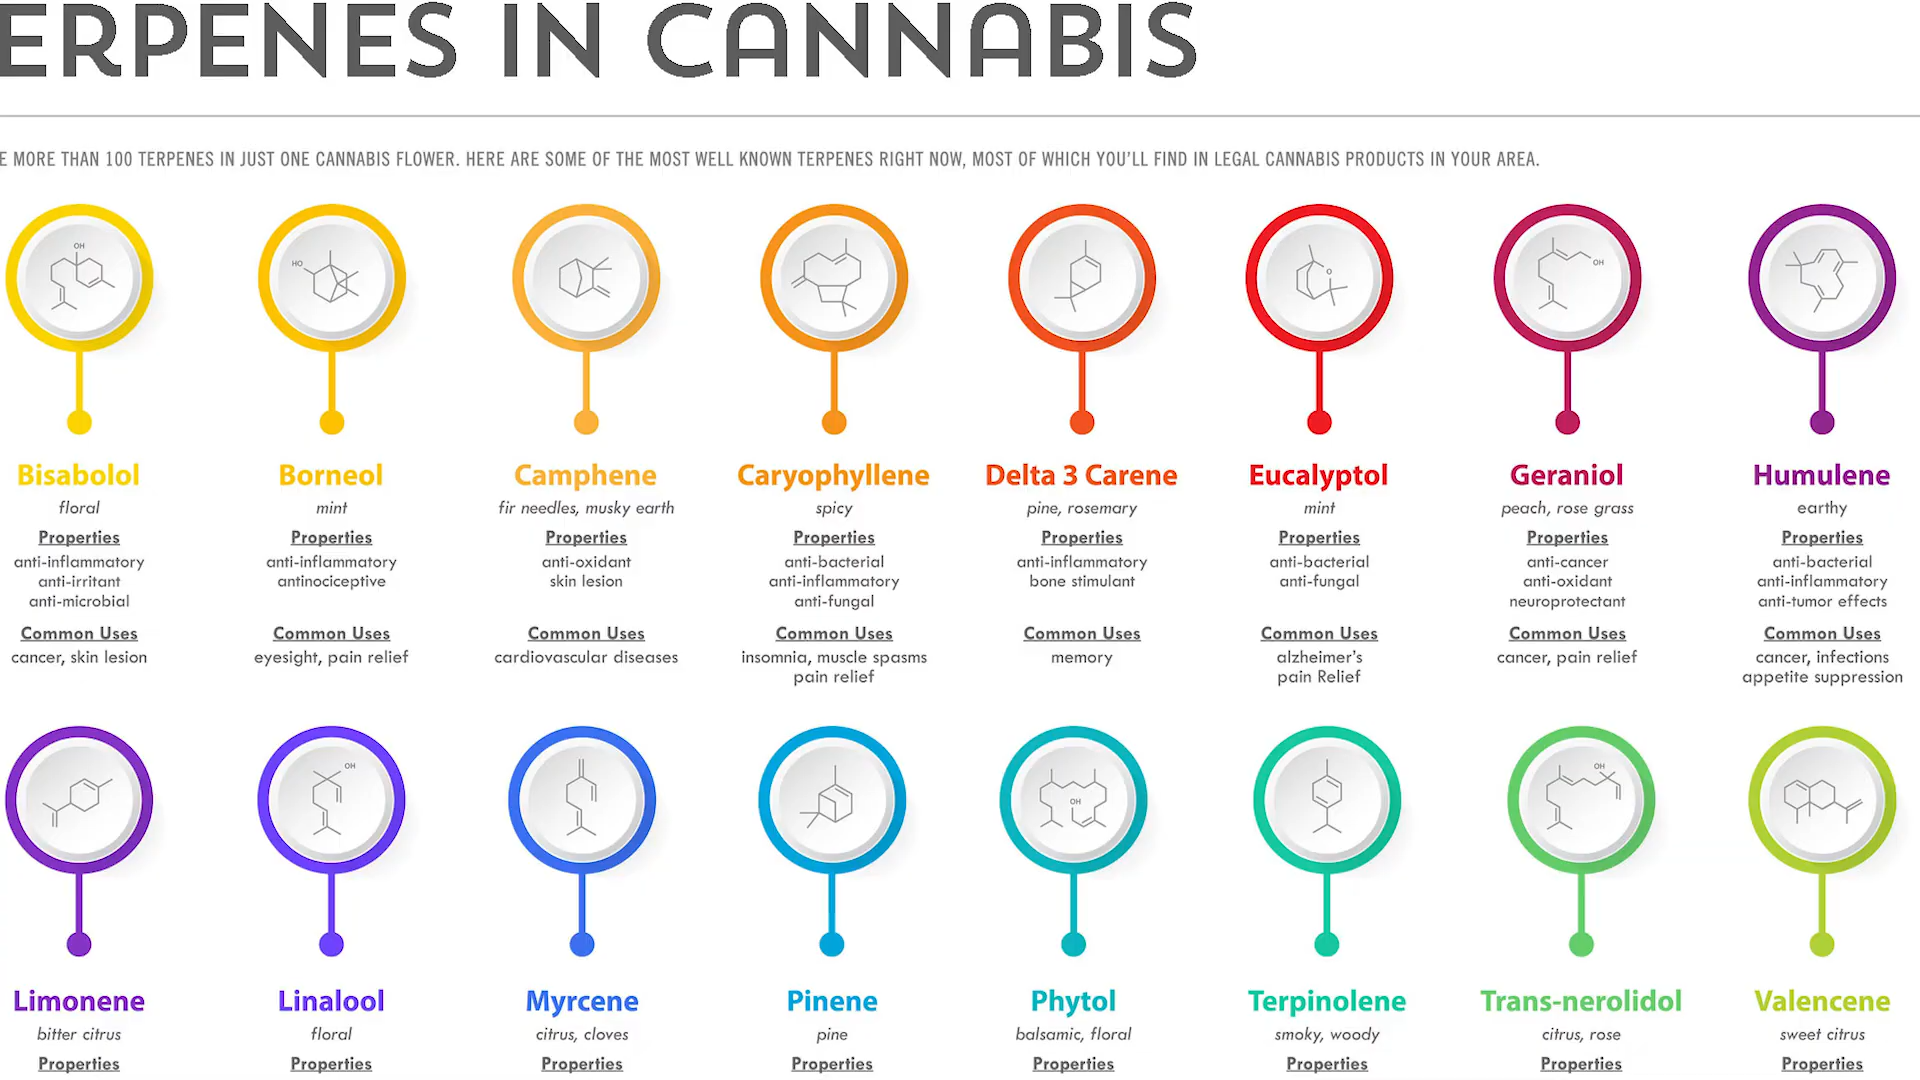 ERPENES IN CANNABIS
E MORE THAN 100 TERPENES IN JUST ONE CANNABIS FLOWER. HERE ARE SOME OF THE MOST WELL KNOWN TERPENES RIGHT NOW, MOST OF WHICH YOU'LL FIND IN LEGAL CANNABIS PRODUCTS IN YOUR AREA.
OH
Bisabolol
floral
Properties
anti-inflammatory
anti-irritant
anti-microbial
Common Uses
cancer, skin lesion
HO
Borneol
mint
Properties
anti-inflammatory
antinociceptive
Common Uses
eyesight, pain relief
Camphene
fir needles, musky earth
Properties
anti-oxidant
skin lesion
Common Uses
cardiovascular diseases
Caryophyllene
spicy
Properties
anti-bacterial
anti-inflammatory
anti-fungal
Common Uses
insomnia, muscle spasms
pain relief
Delta 3 Carene
pine, rosemary
Properties
anti-inflammatory
bone stimulant
Common Uses
memory
O
Eucalyptol
mint
Properties
anti-bacterial
anti-fungal
Common Uses
alzheimer's
pain Relief
OH
Geraniol
peach, rose grass
Properties
anti-cancer
anti-oxidant
neuroprotectant
Common Uses
cancer, pain relief
Humulene
earthy
Properties
anti-bacterial
anti-inflammatory
anti-tumor effects
Common Uses
cancer, infections
appetite suppression
Limonene
bitter citrus
Properties
OH
Linalool
floral
Properties
Myrcene
citrus, cloves
Properties
Pinene
pine
Properties
OH
Phytol
balsamic, floral
Properties
Terpinolene
smoky, woody
Properties
OH
Trans-nerolidol
citrus, rose
Properties
Valencene
sweet citrus
Properties